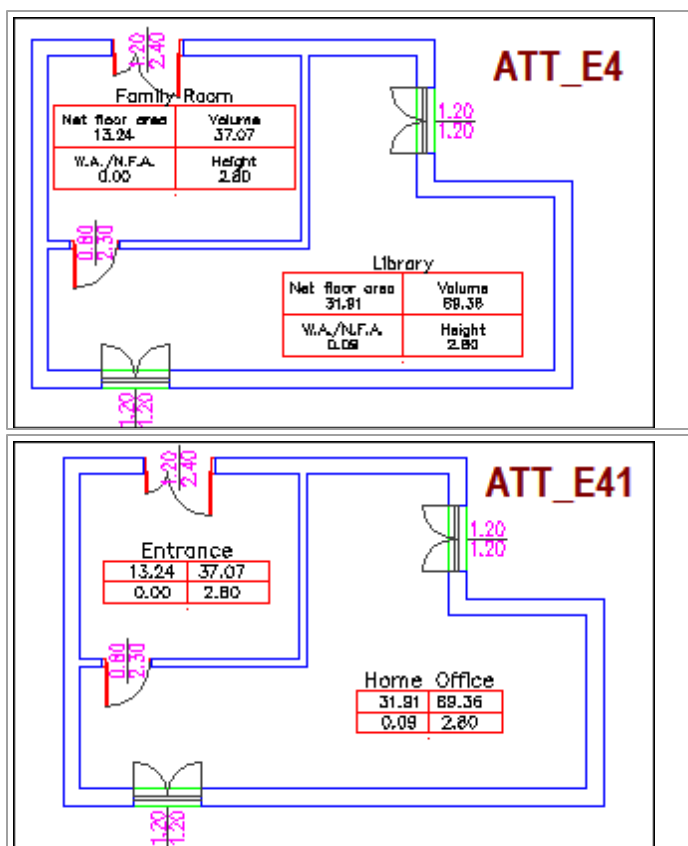 ATT_E4
1.20
2.40
Family Room
Net floor area Volume
13.24 37.07
W.A./N.F.A. Height
0.00 2.80
1.20
1.20
0.80
2.30
Library
Net floor area Volume
31.91 89.36
W.A./N.F.A. Height
0.09 2.80
1.20
1.20
ATT_E41
1.20
2.40
1.20
1.20
Entrance
13.24 37.07
0.00 2.80
0.80
2.30
Home Office
31.91 89.36
0.09 2.80
1.20
1.20